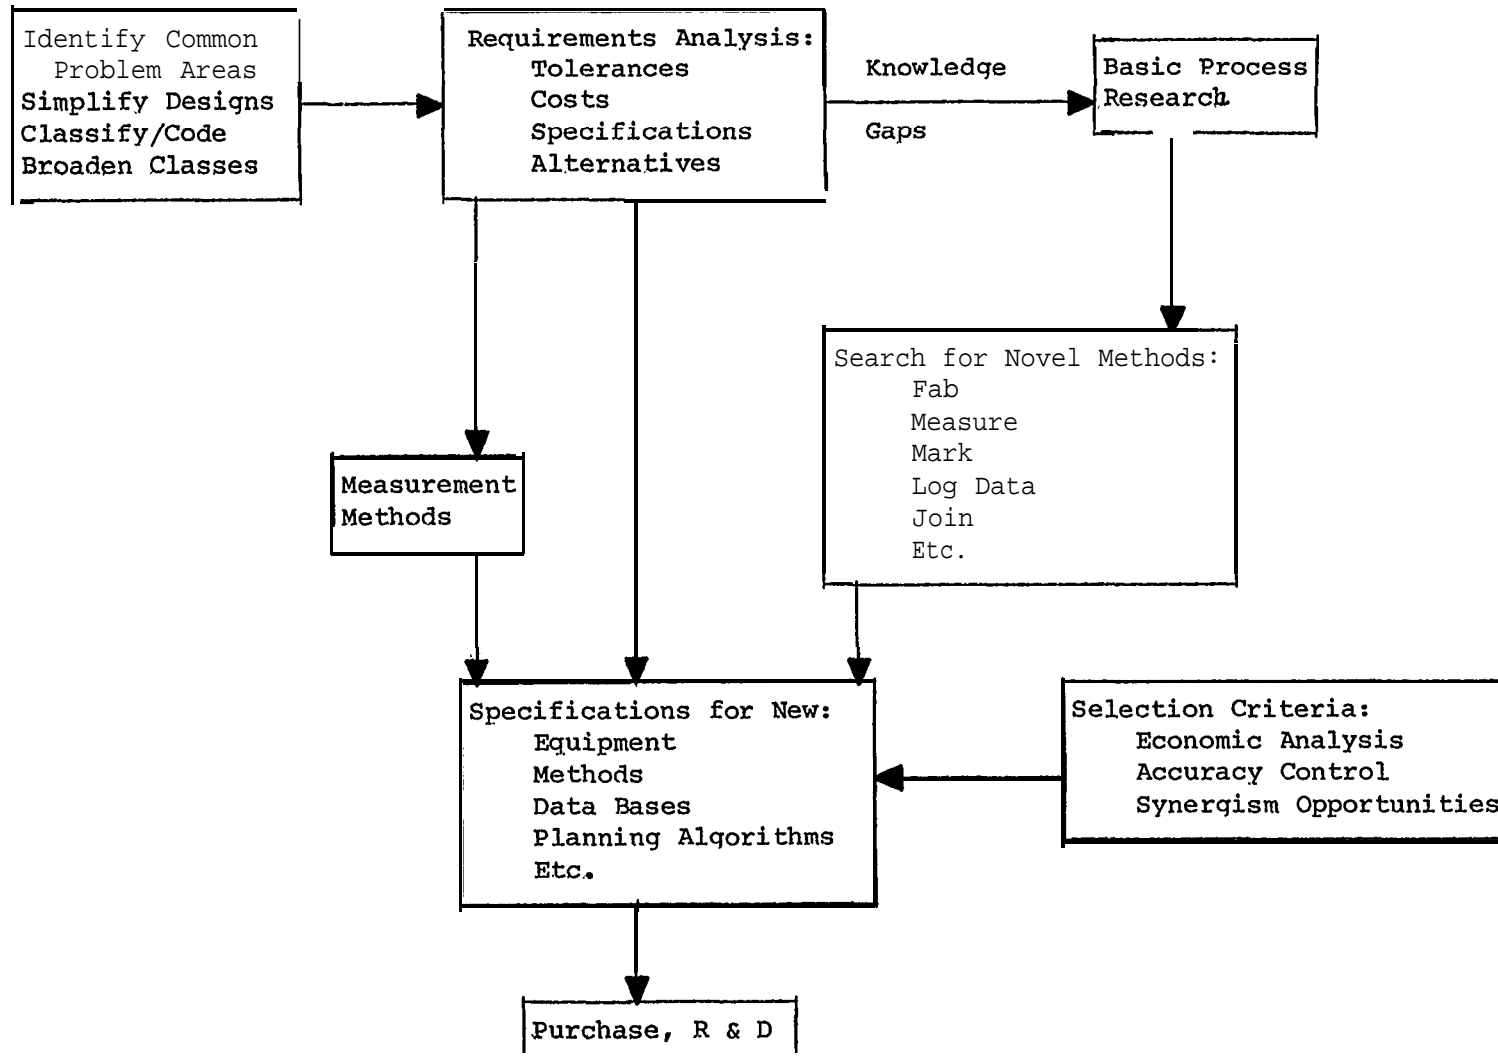 Identify Common
Problem Areas
Simplify Designs
Classify/Code
Broaden Classes
Requirements Analysis:
Tolerances
Costs
Specifications
Alternatives
Knowledge
Gaps
Basic Process
Research
Search for Novel Methods:
Fab
Measure
Mark
Log Data
Join
Etc.
Measurement
Methods
Specifications for New:
Equipment
Methods
Data Bases
Planning Algorithms
Etc.
Selection Criteria:
Economic Analysis
Accuracy Control
Synergism Opportunities
Purchase, R & D